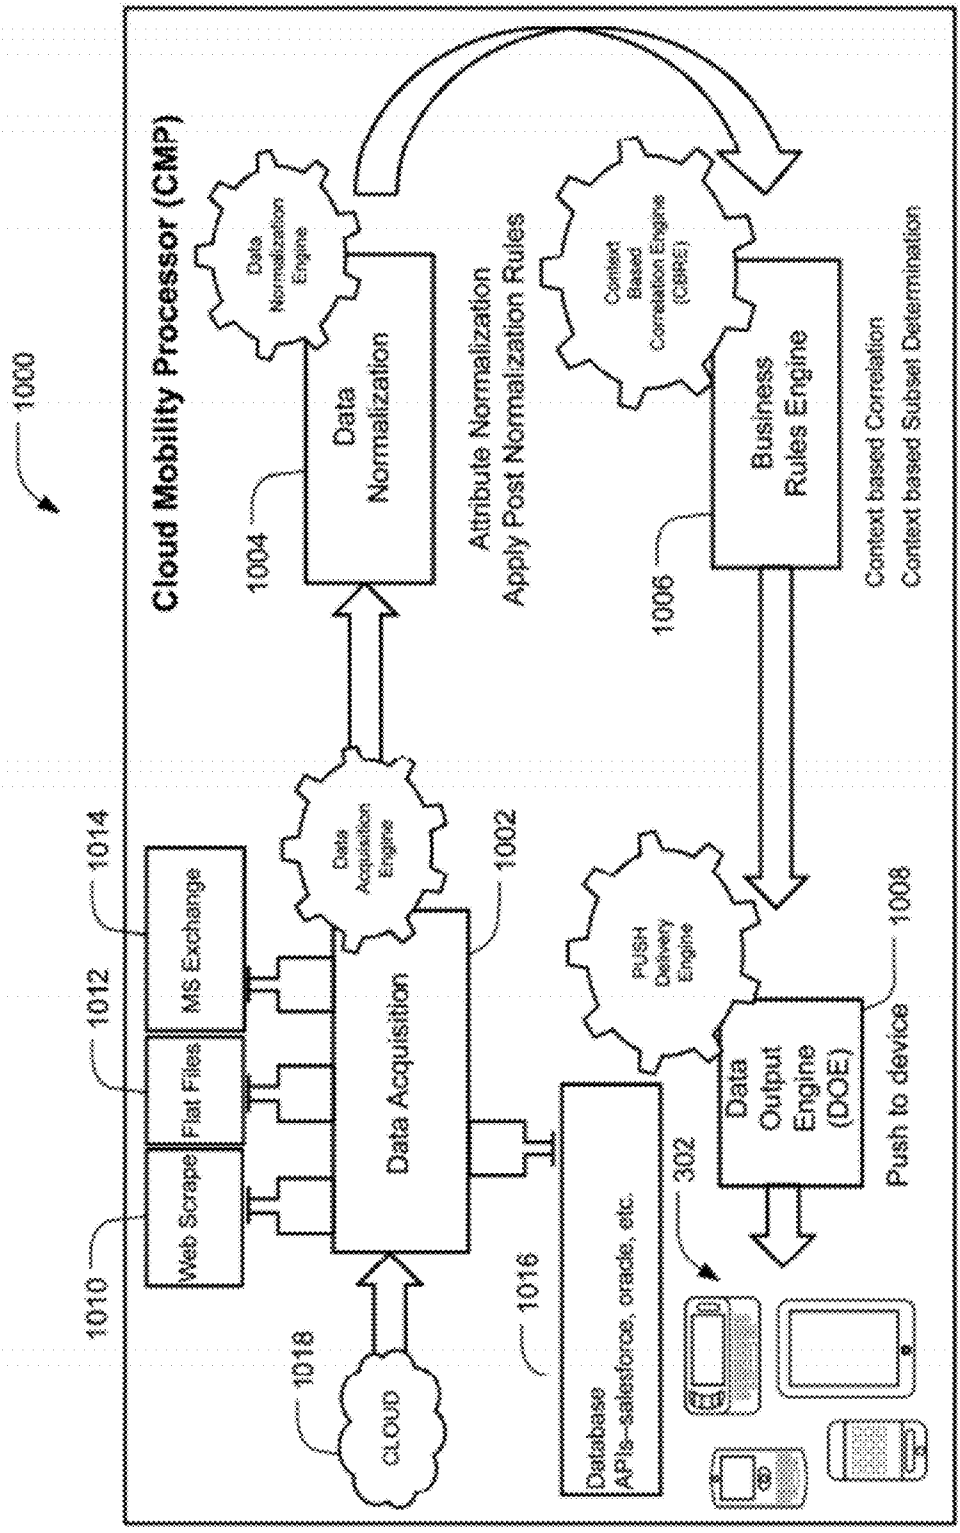 1000
Cloud Mobility Processor (CMP)
1010
1012
1014
Web Scrape
Flat Files
MS Exchange
1018
CLOUD
Data Acquisition
1002
Data
Acquisition
Engine
1004
Data
Normalization
Data
Normalization
Engine
Attribute Normalization
Apply Post Normalization Rules
1016
Database
APIs-salesforce, oracle, etc.
302
PUSH
Delivery
Engine
Data
Output
Engine
(DOE)
1008
Push to device
1006
Business
Rules Engine
Context
Based
Correlation Engine
(CBRE)
Context based Correlation
Context based Subset Determination